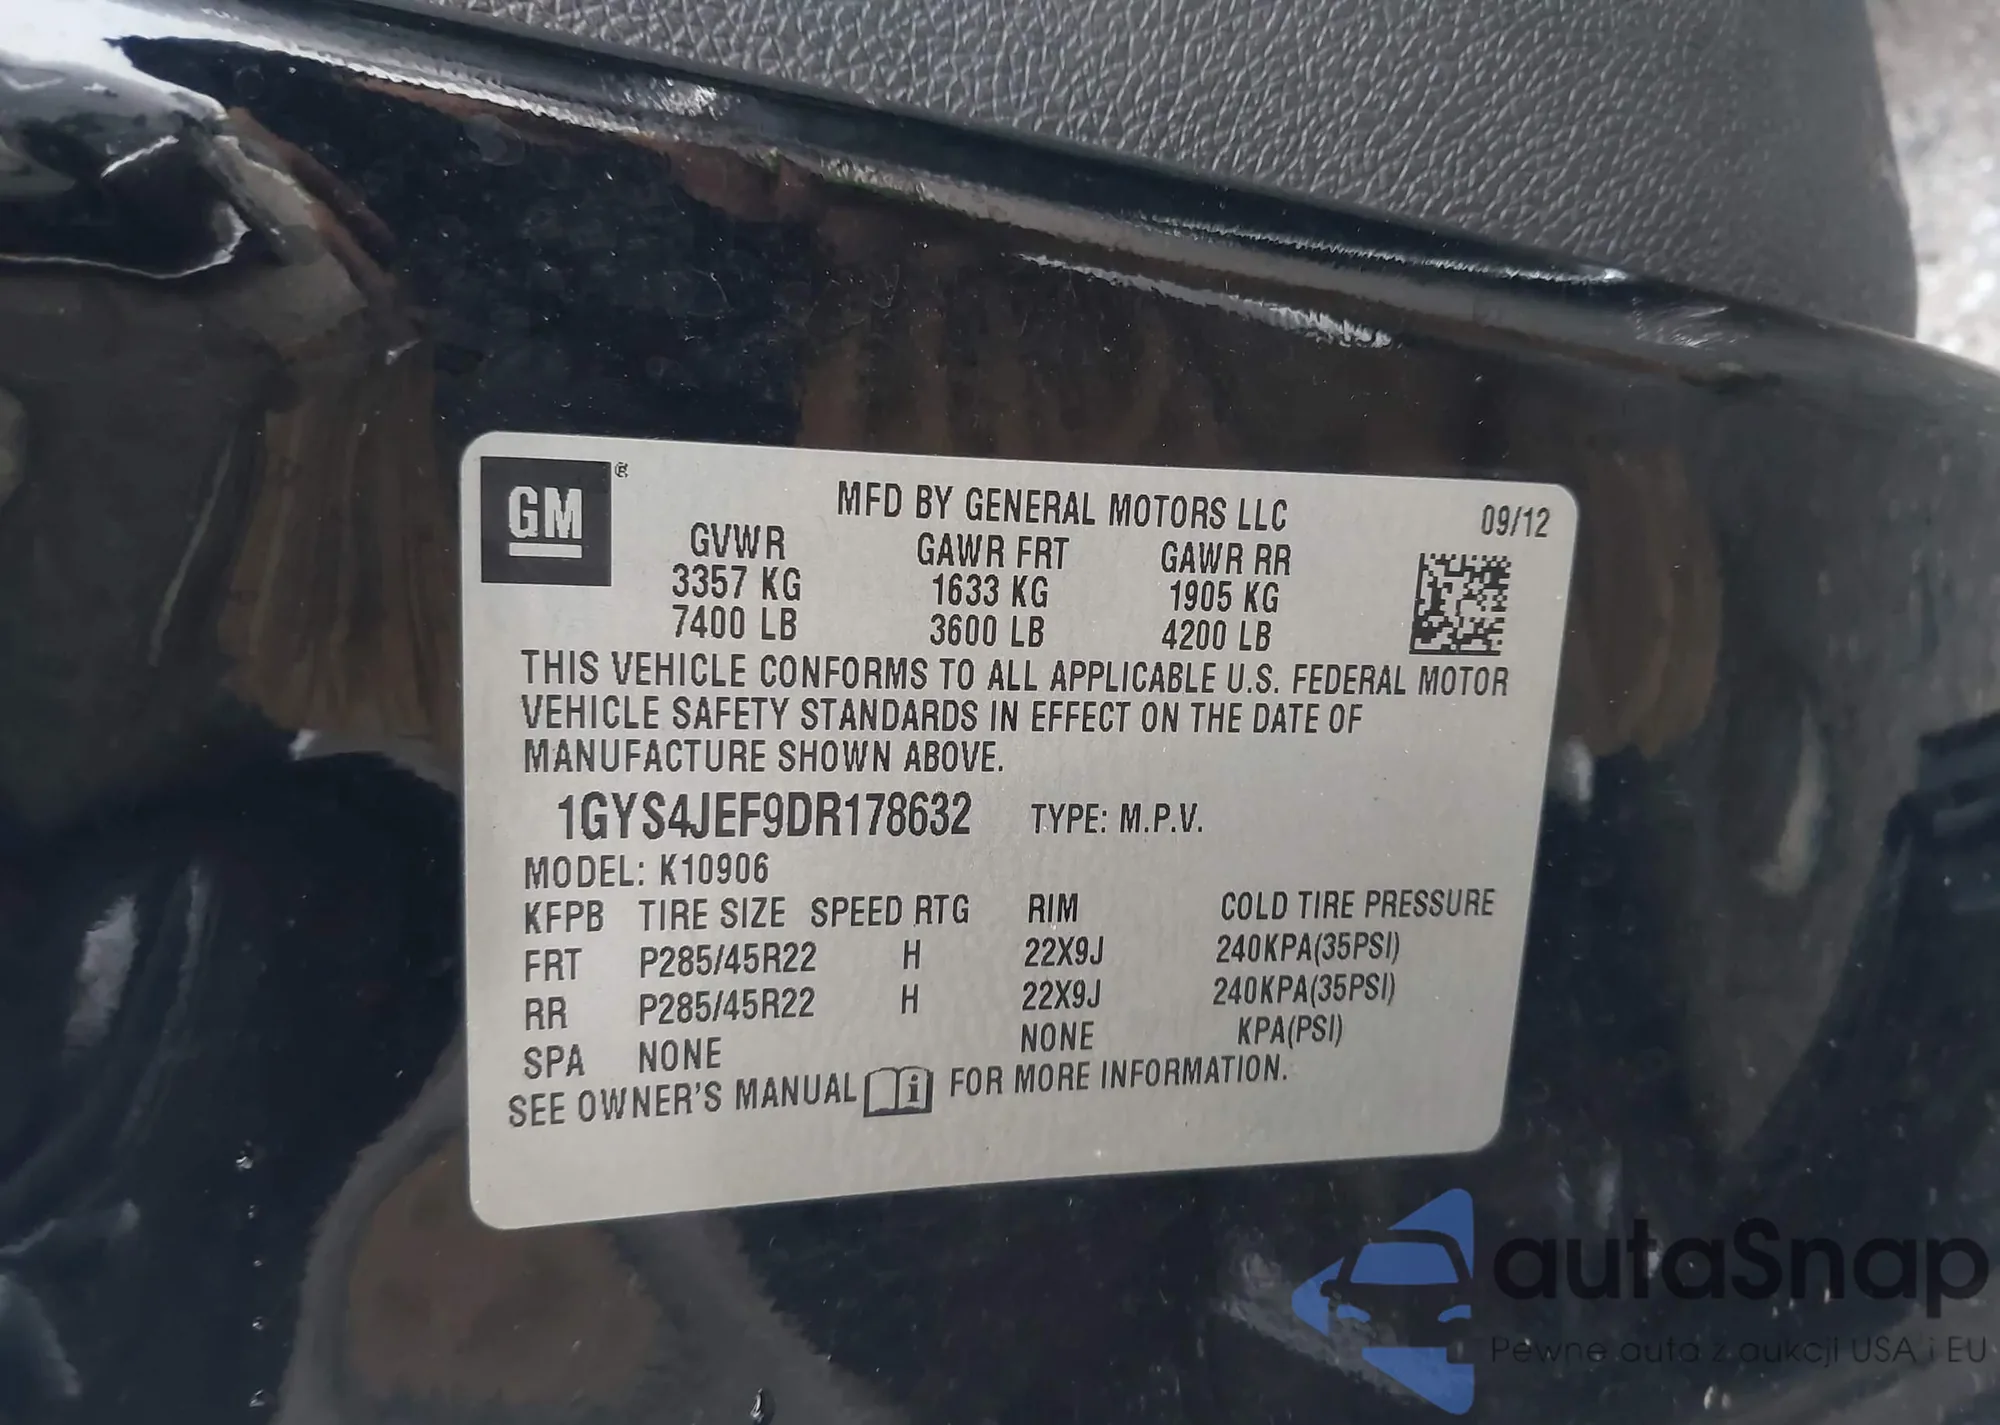 GM ®
MFD BY GENERAL MOTORS LLC 09/12
GVWR GAWR FRT GAWR RR
3357 KG 1633 KG 1905 KG
7400 LB 3600 LB 4200 LB
THIS VEHICLE CONFORMS TO ALL APPLICABLE U.S. FEDERAL MOTOR
VEHICLE SAFETY STANDARDS IN EFFECT ON THE DATE OF
MANUFACTURE SHOWN ABOVE.
1GYS4JEF9DR178632 TYPE: M.P.V.
MODEL: K10906
KFPB TIRE SIZE SPEED RTG RIM COLD TIRE PRESSURE
FRT P285/45R22 H 22X9J 240KPA(35PSI)
RR P285/45R22 H 22X9J 240KPA(35PSI)
SPA NONE NONE KPA(PSI)
SEE OWNER'S MANUAL i FOR MORE INFORMATION.
autaSnap
Pewne auta z aukcji USA i EU